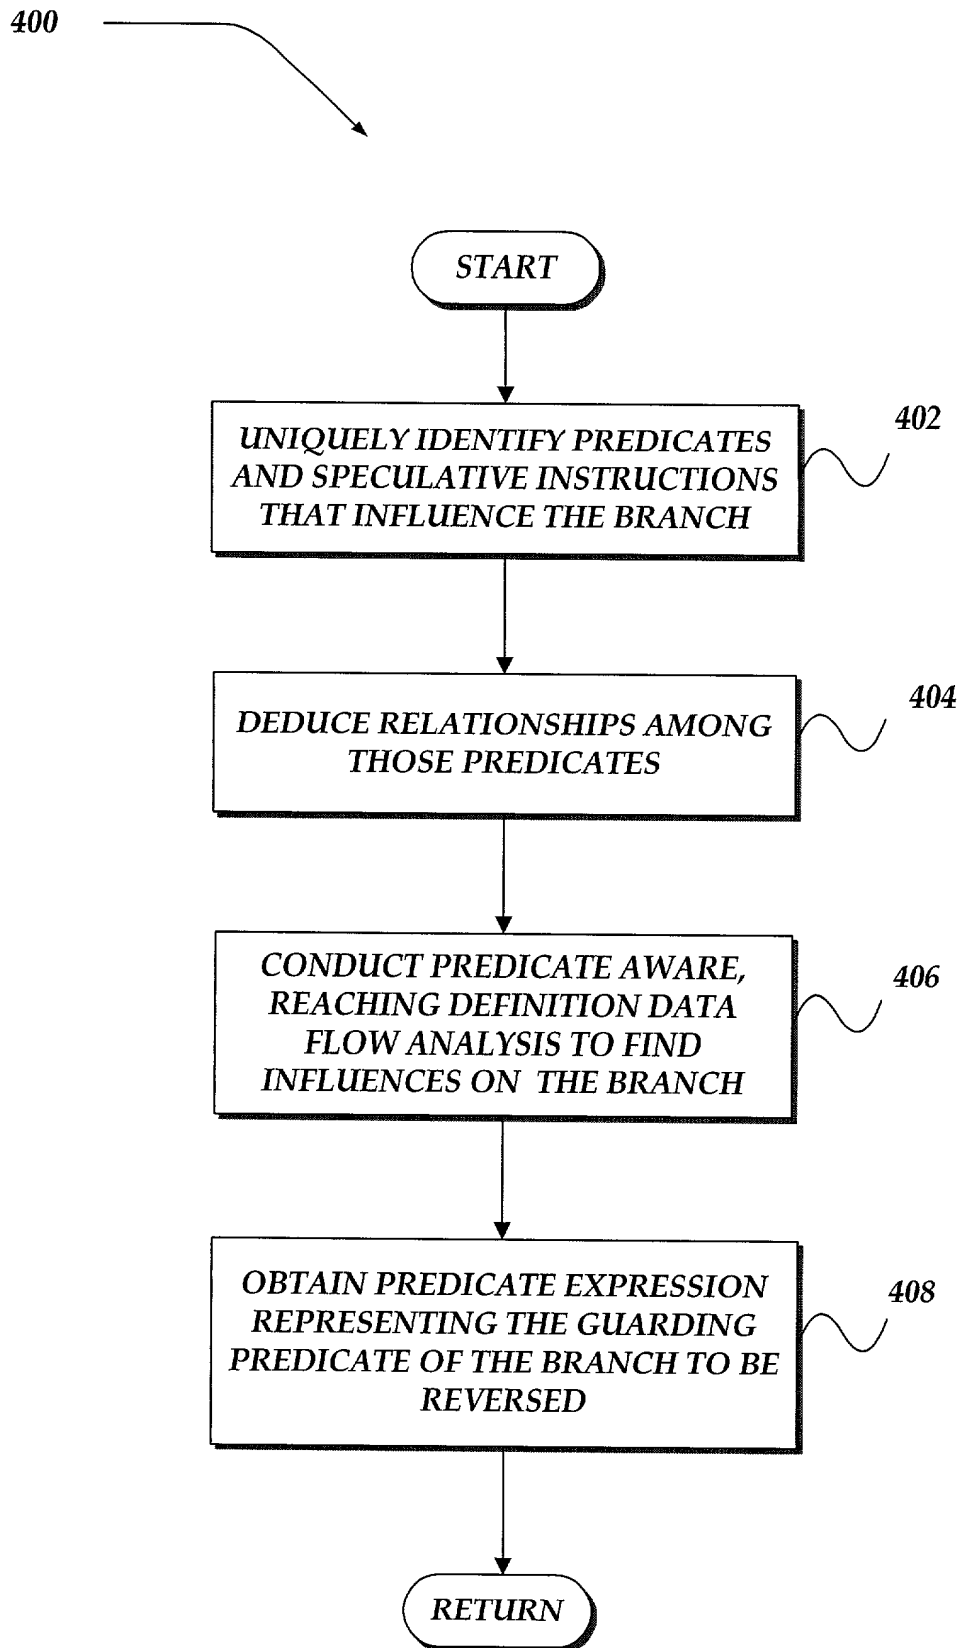 400
START
UNIQUELY IDENTIFY PREDICATES
AND SPECULATIVE INSTRUCTIONS
THAT INFLUENCE THE BRANCH
402
DEDUCE RELATIONSHIPS AMONG
THOSE PREDICATES
404
CONDUCT PREDICATE AWARE,
REACHING DEFINITION DATA
FLOW ANALYSIS TO FIND
INFLUENCES ON THE BRANCH
406
OBTAIN PREDICATE EXPRESSION
REPRESENTING THE GUARDING
PREDICATE OF THE BRANCH TO BE
REVERSED
408
RETURN